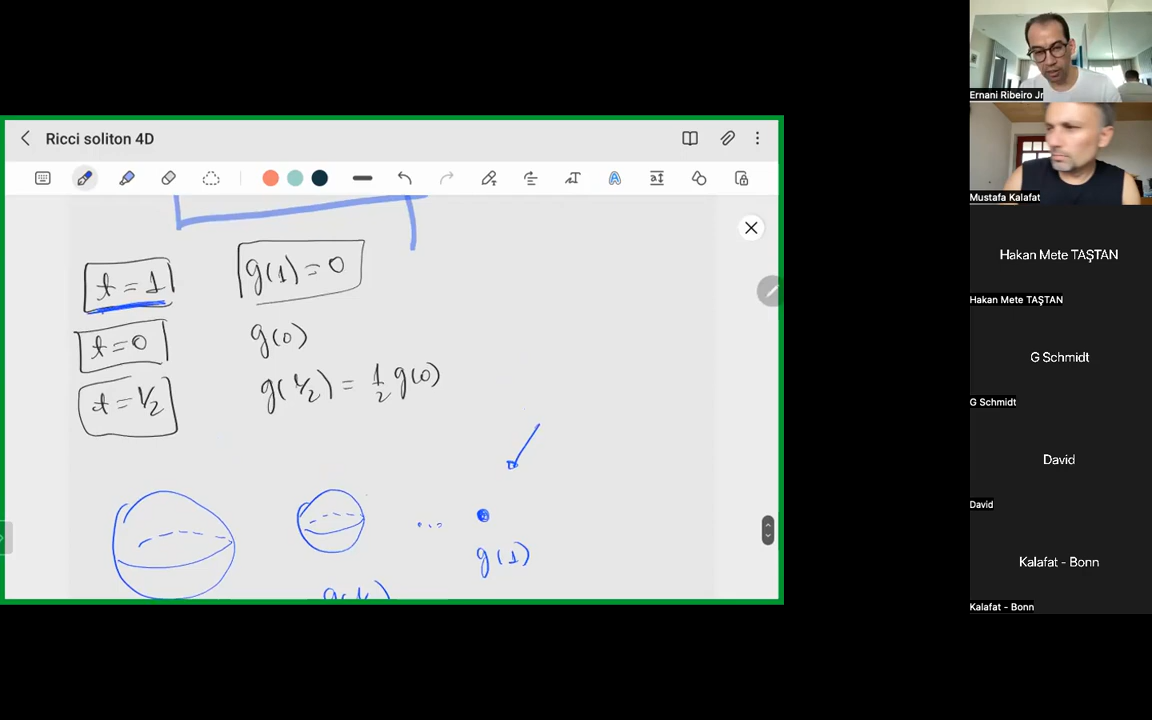 Ricci soliton 4D
t = 1
g(1) = 0
t = 0
g(0)
t = 1/2
g(1/2) = 1/2 g(0)
...
g(1)
Ernani Ribeiro Jr
Mustafa Kalafat
Hakan Mete TAŞTAN
Hakan Mete TAŞTAN
G Schmidt
G Schmidt
David
David
Kalafat - Bonn
Kalafat - Bonn